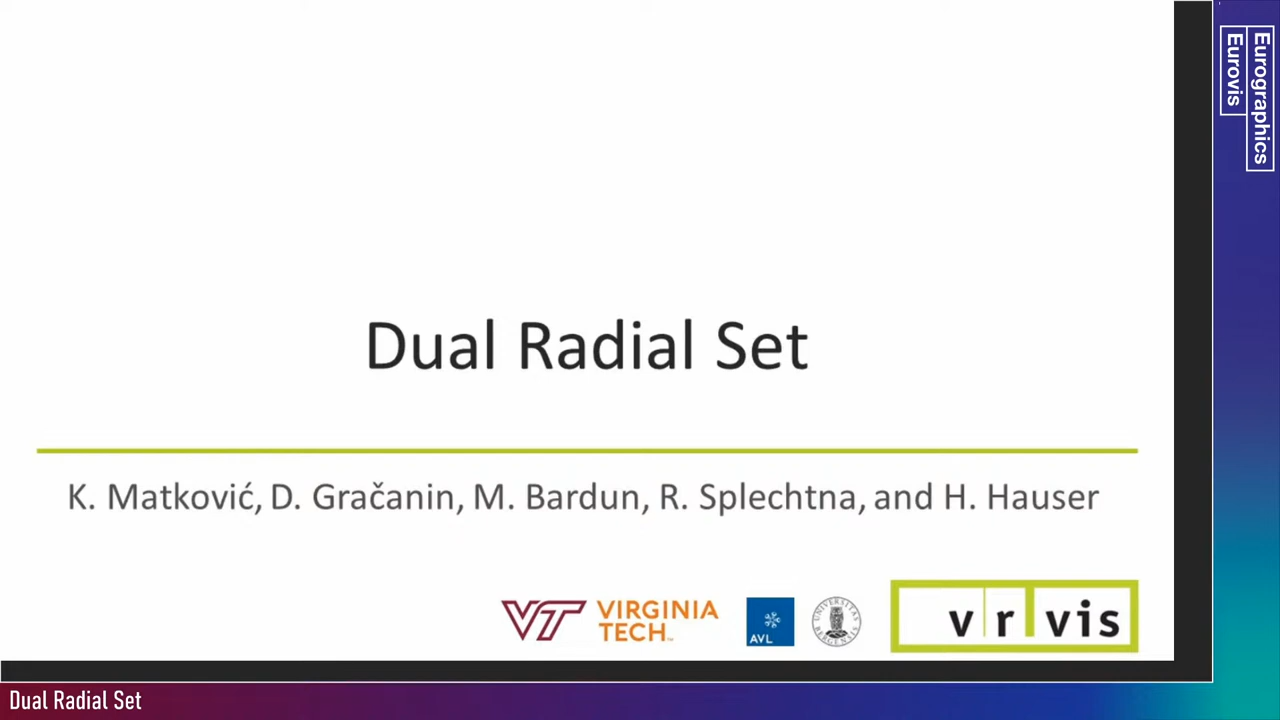 Dual Radial Set
K. Matković, D. Gračanin, M. Bardun, R. Splechtna, and H. Hauser
VIRGINIA
TECH
AVL
vrvis
Eurographics
Eurovis
Dual Radial Set